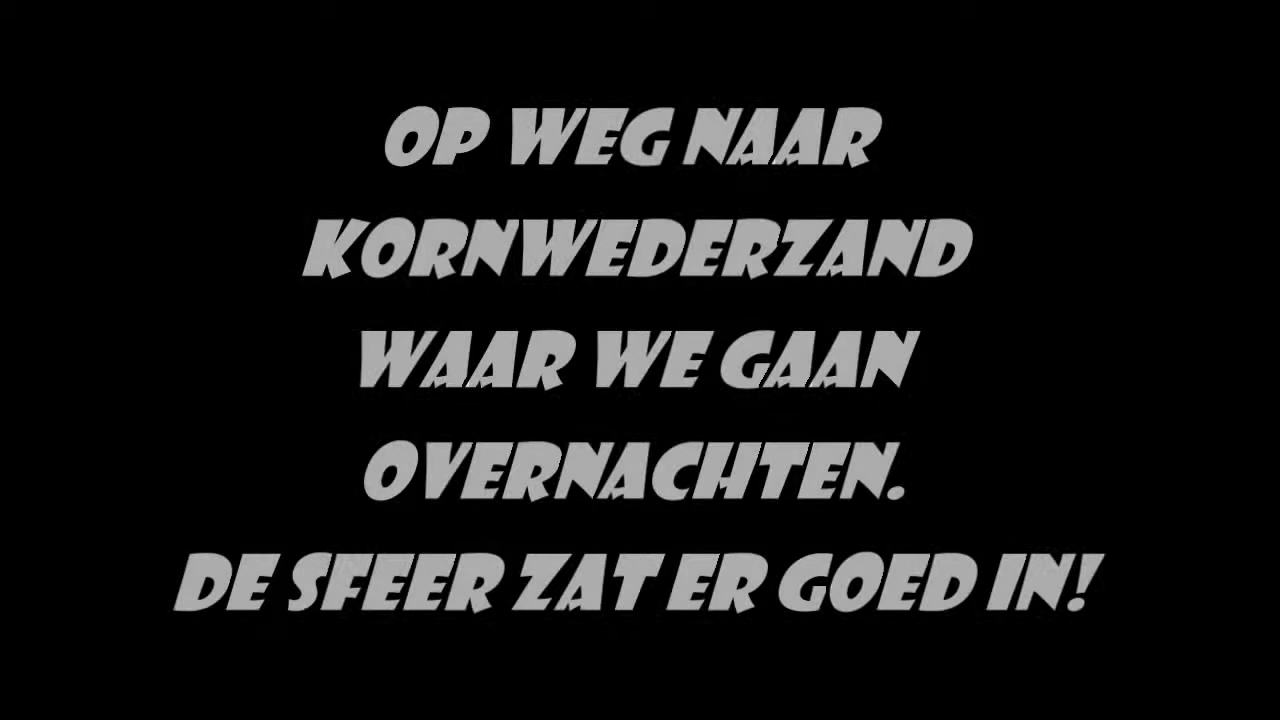 OP WEG NAAR
KORNWEDERZAND
WAAR WE GAAN
OVERNACHTEN.
DE SFEER ZAT ER GOED IN!